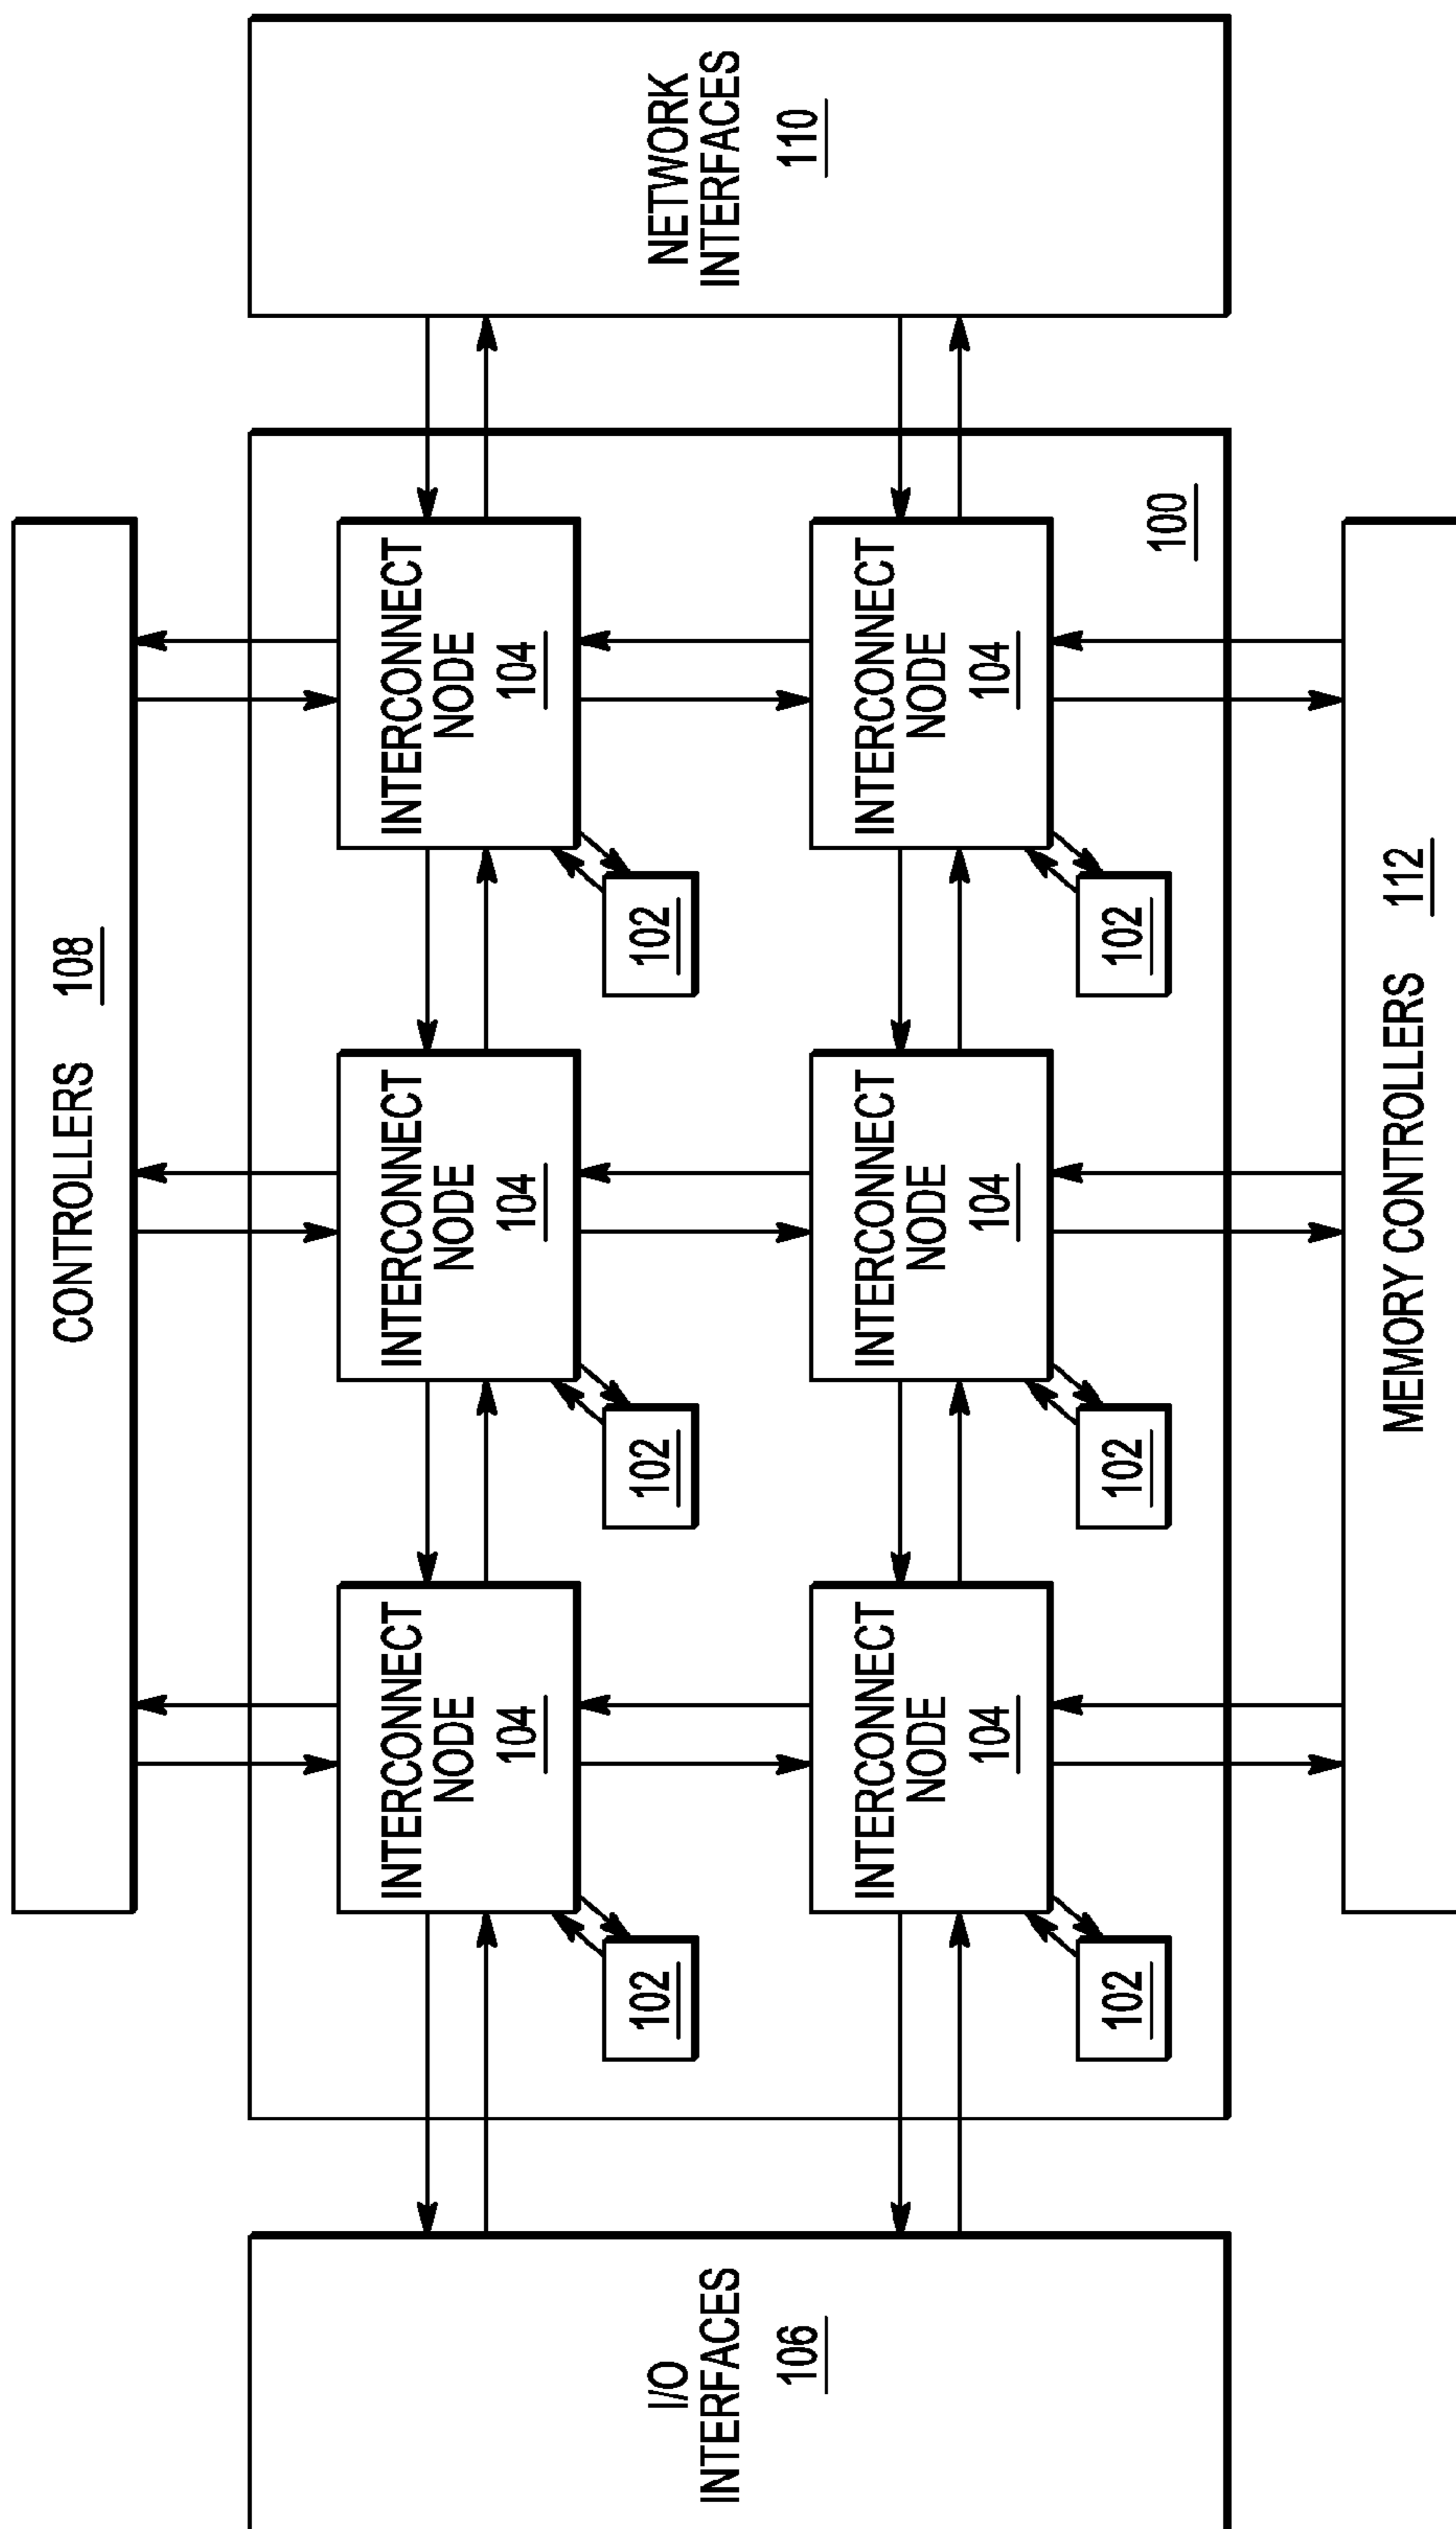 CONTROLLERS 108
INTERCONNECT
NODE
104
INTERCONNECT
NODE
104
INTERCONNECT
NODE
104
102
102
102
I/O
INTERFACES
106
NETWORK
INTERFACES
110
INTERCONNECT
NODE
104
INTERCONNECT
NODE
104
INTERCONNECT
NODE
104
102
102
102
100
MEMORY CONTROLLERS 112